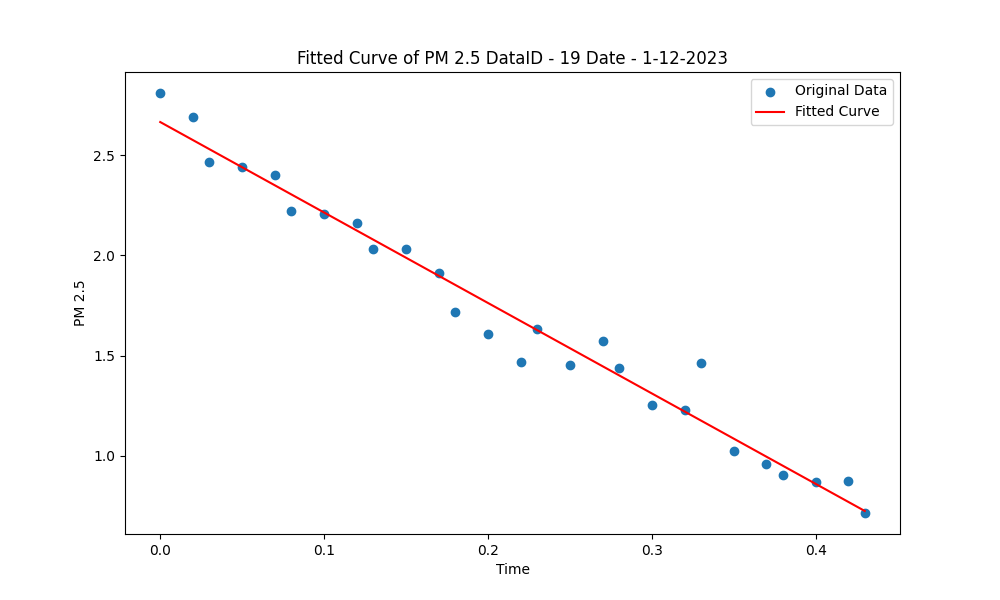 Fitted Curve of PM 2.5 DataID - 19 Date - 1-12-2023
Original Data
Fitted Curve
2.5
2.0
1.5
1.0
PM 2.5
0.0 0.1 0.2 0.3 0.4
Time